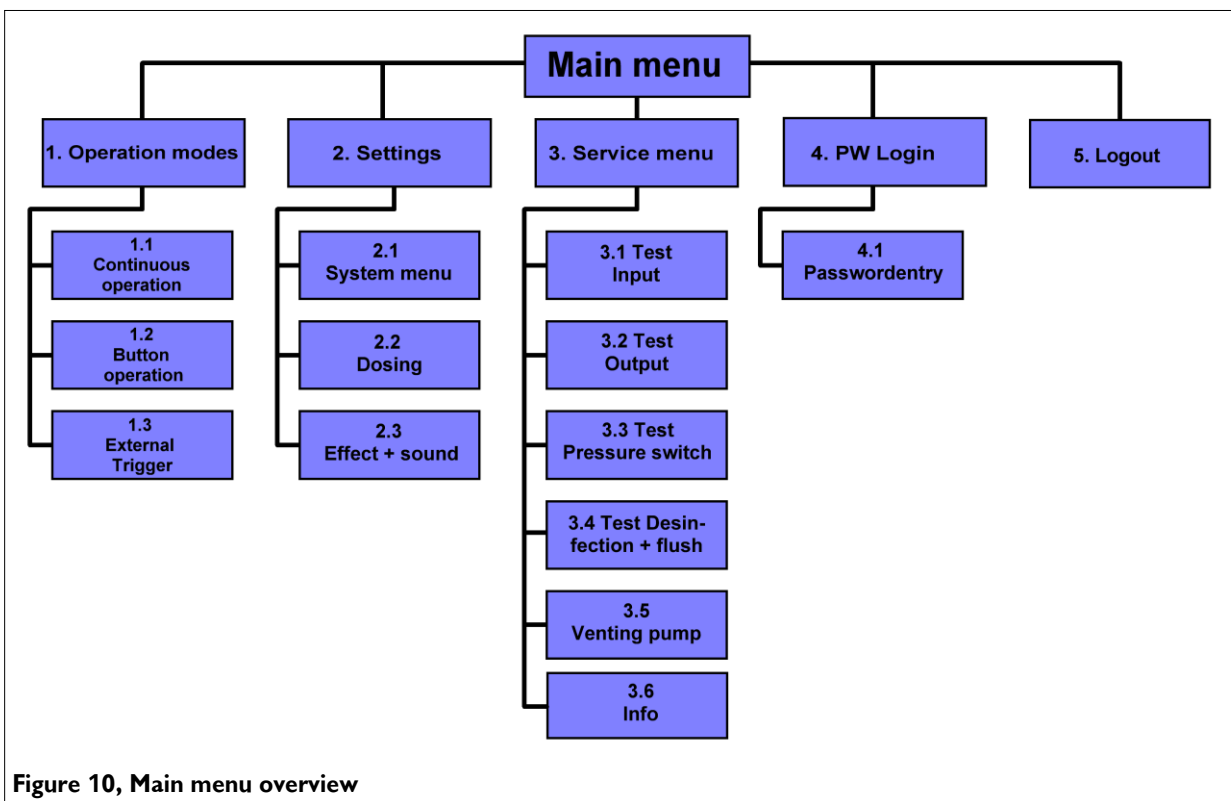 Main menu
1. Operation modes
2. Settings
3. Service menu
4. PW Login
5. Logout
1.1
Continuous
operation
1.2
Button
operation
1.3
External
Trigger
2.1
System menu
2.2
Dosing
2.3
Effect + sound
3.1 Test
Input
3.2 Test
Output
3.3 Test
Pressure switch
3.4 Test Desin-
fection + flush
3.5
Venting pump
3.6
Info
4.1
Passwordentry
Figure 10, Main menu overview